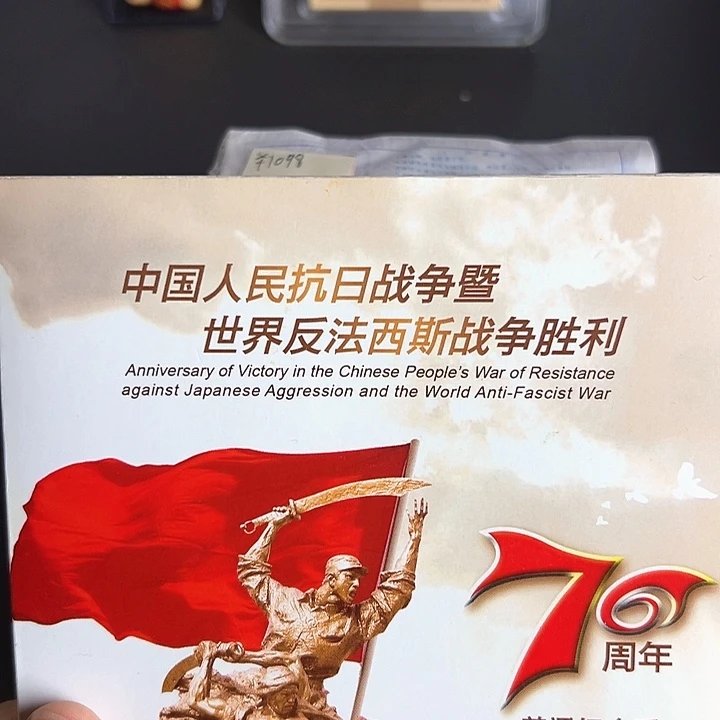 ¥1098
中国人民抗日战争暨
世界反法西斯战争胜利
Anniversary of Victory in the Chinese People's War of Resistance
against Japanese Aggression and the World Anti-Fascist War
70
周年